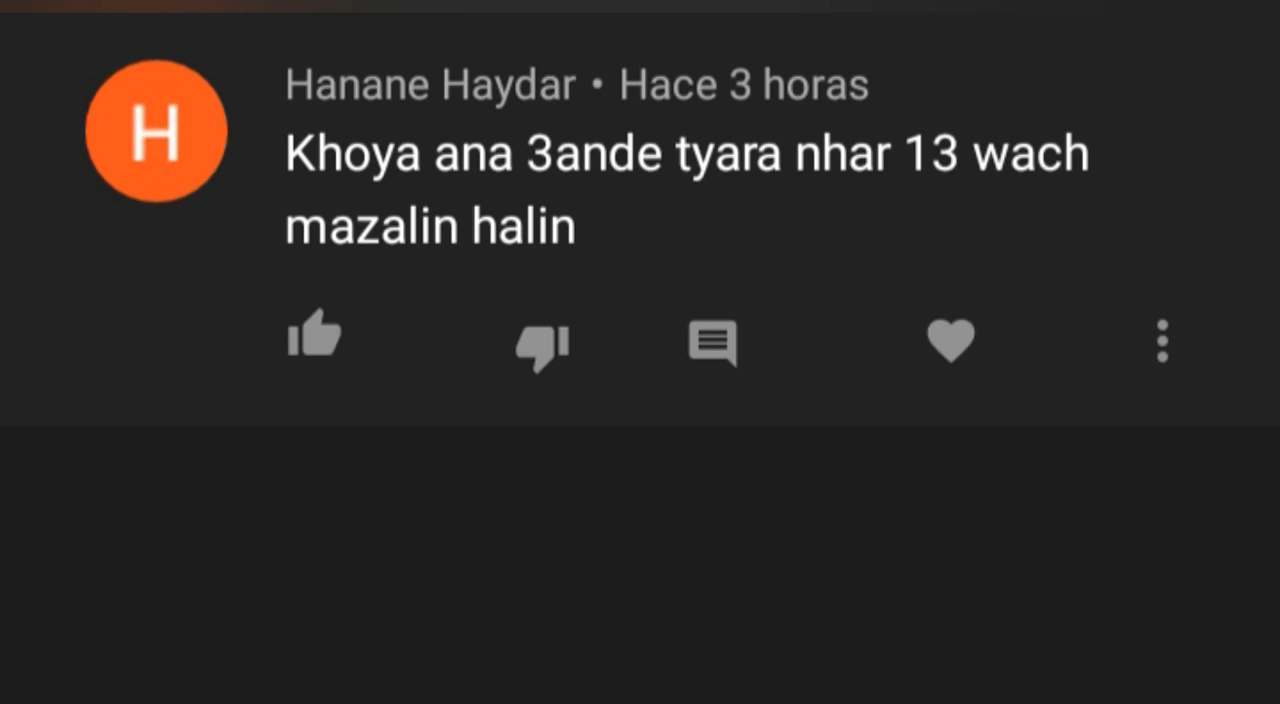 H
Hanane Haydar • Hace 3 horas
Khoya ana 3ande tyara nhar 13 wach
mazalin halin